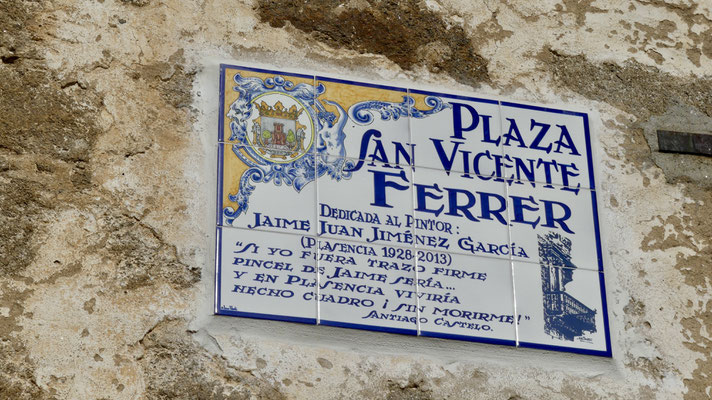 PLAZA
SAN VICENTE
FERRER
DEDICADA AL PINTOR:
JAIME JUAN JIMÉNEZ GARCÍA
(PLASENCIA 1928-2013)
"SI YO FUERA TRAZO FIRME
PINCEL DE JAIME SERÍA...
Y EN PLASENCIA VIVIRÍA
HECHO CUADRO ¡ SIN MORIRME!"
SANTIAGO CASTELO.